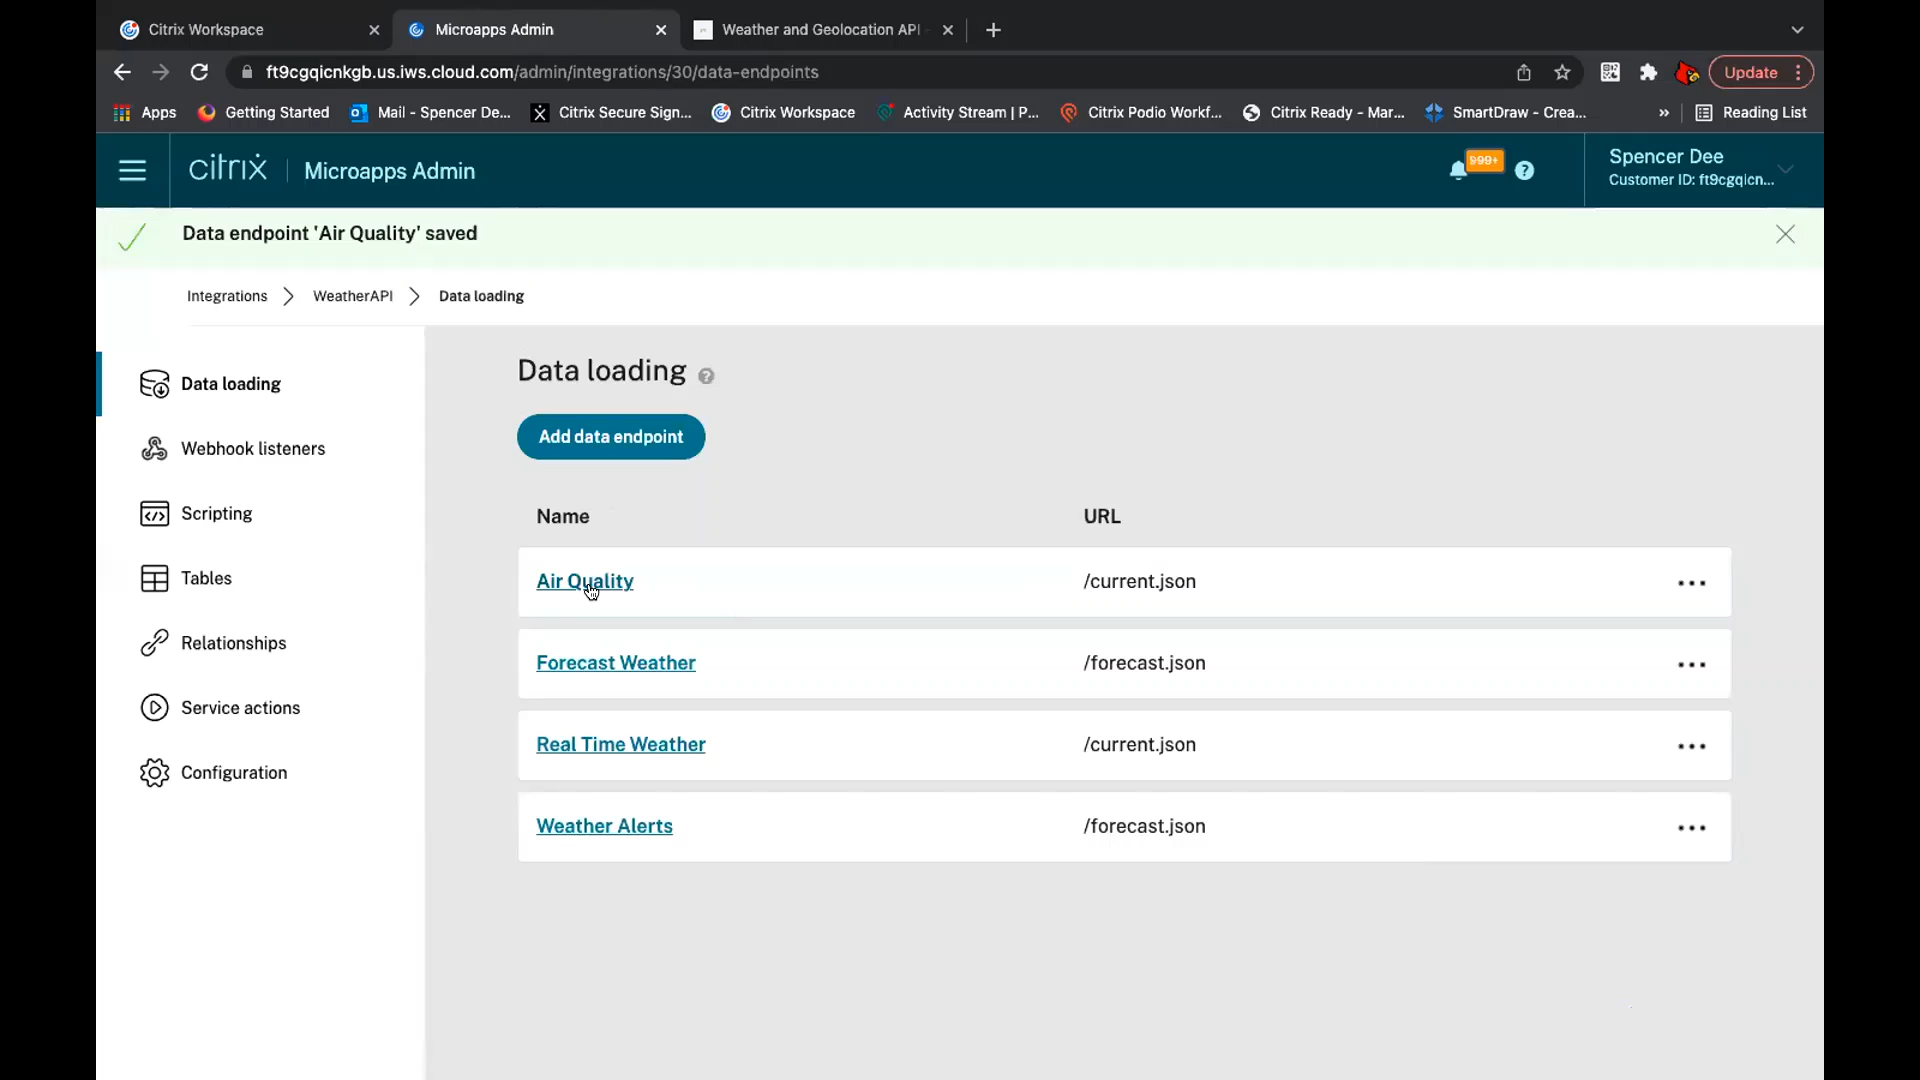 Citrix Workspace
Microapps Admin
Weather and Geolocation API
ft9cgqicnkgb.us.iws.cloud.com/admin/integrations/30/data-endpoints
Update
Apps
Getting Started
Mail - Spencer De...
Citrix Secure Sign...
Citrix Workspace
Activity Stream | P...
Citrix Podio Workf...
Citrix Ready - Mar...
SmartDraw - Crea...
»
Reading List
citrix
Microapps Admin
999+
?
Spencer Dee
Customer ID: ft9cgqicn...
Data endpoint 'Air Quality' saved
Integrations > WeatherAPI > Data loading
Data loading
Webhook listeners
Scripting
Tables
Relationships
Service actions
Configuration
Data loading ?
Add data endpoint
Name URL
Air Quality /current.json
Forecast Weather /forecast.json
Real Time Weather /current.json
Weather Alerts /forecast.json